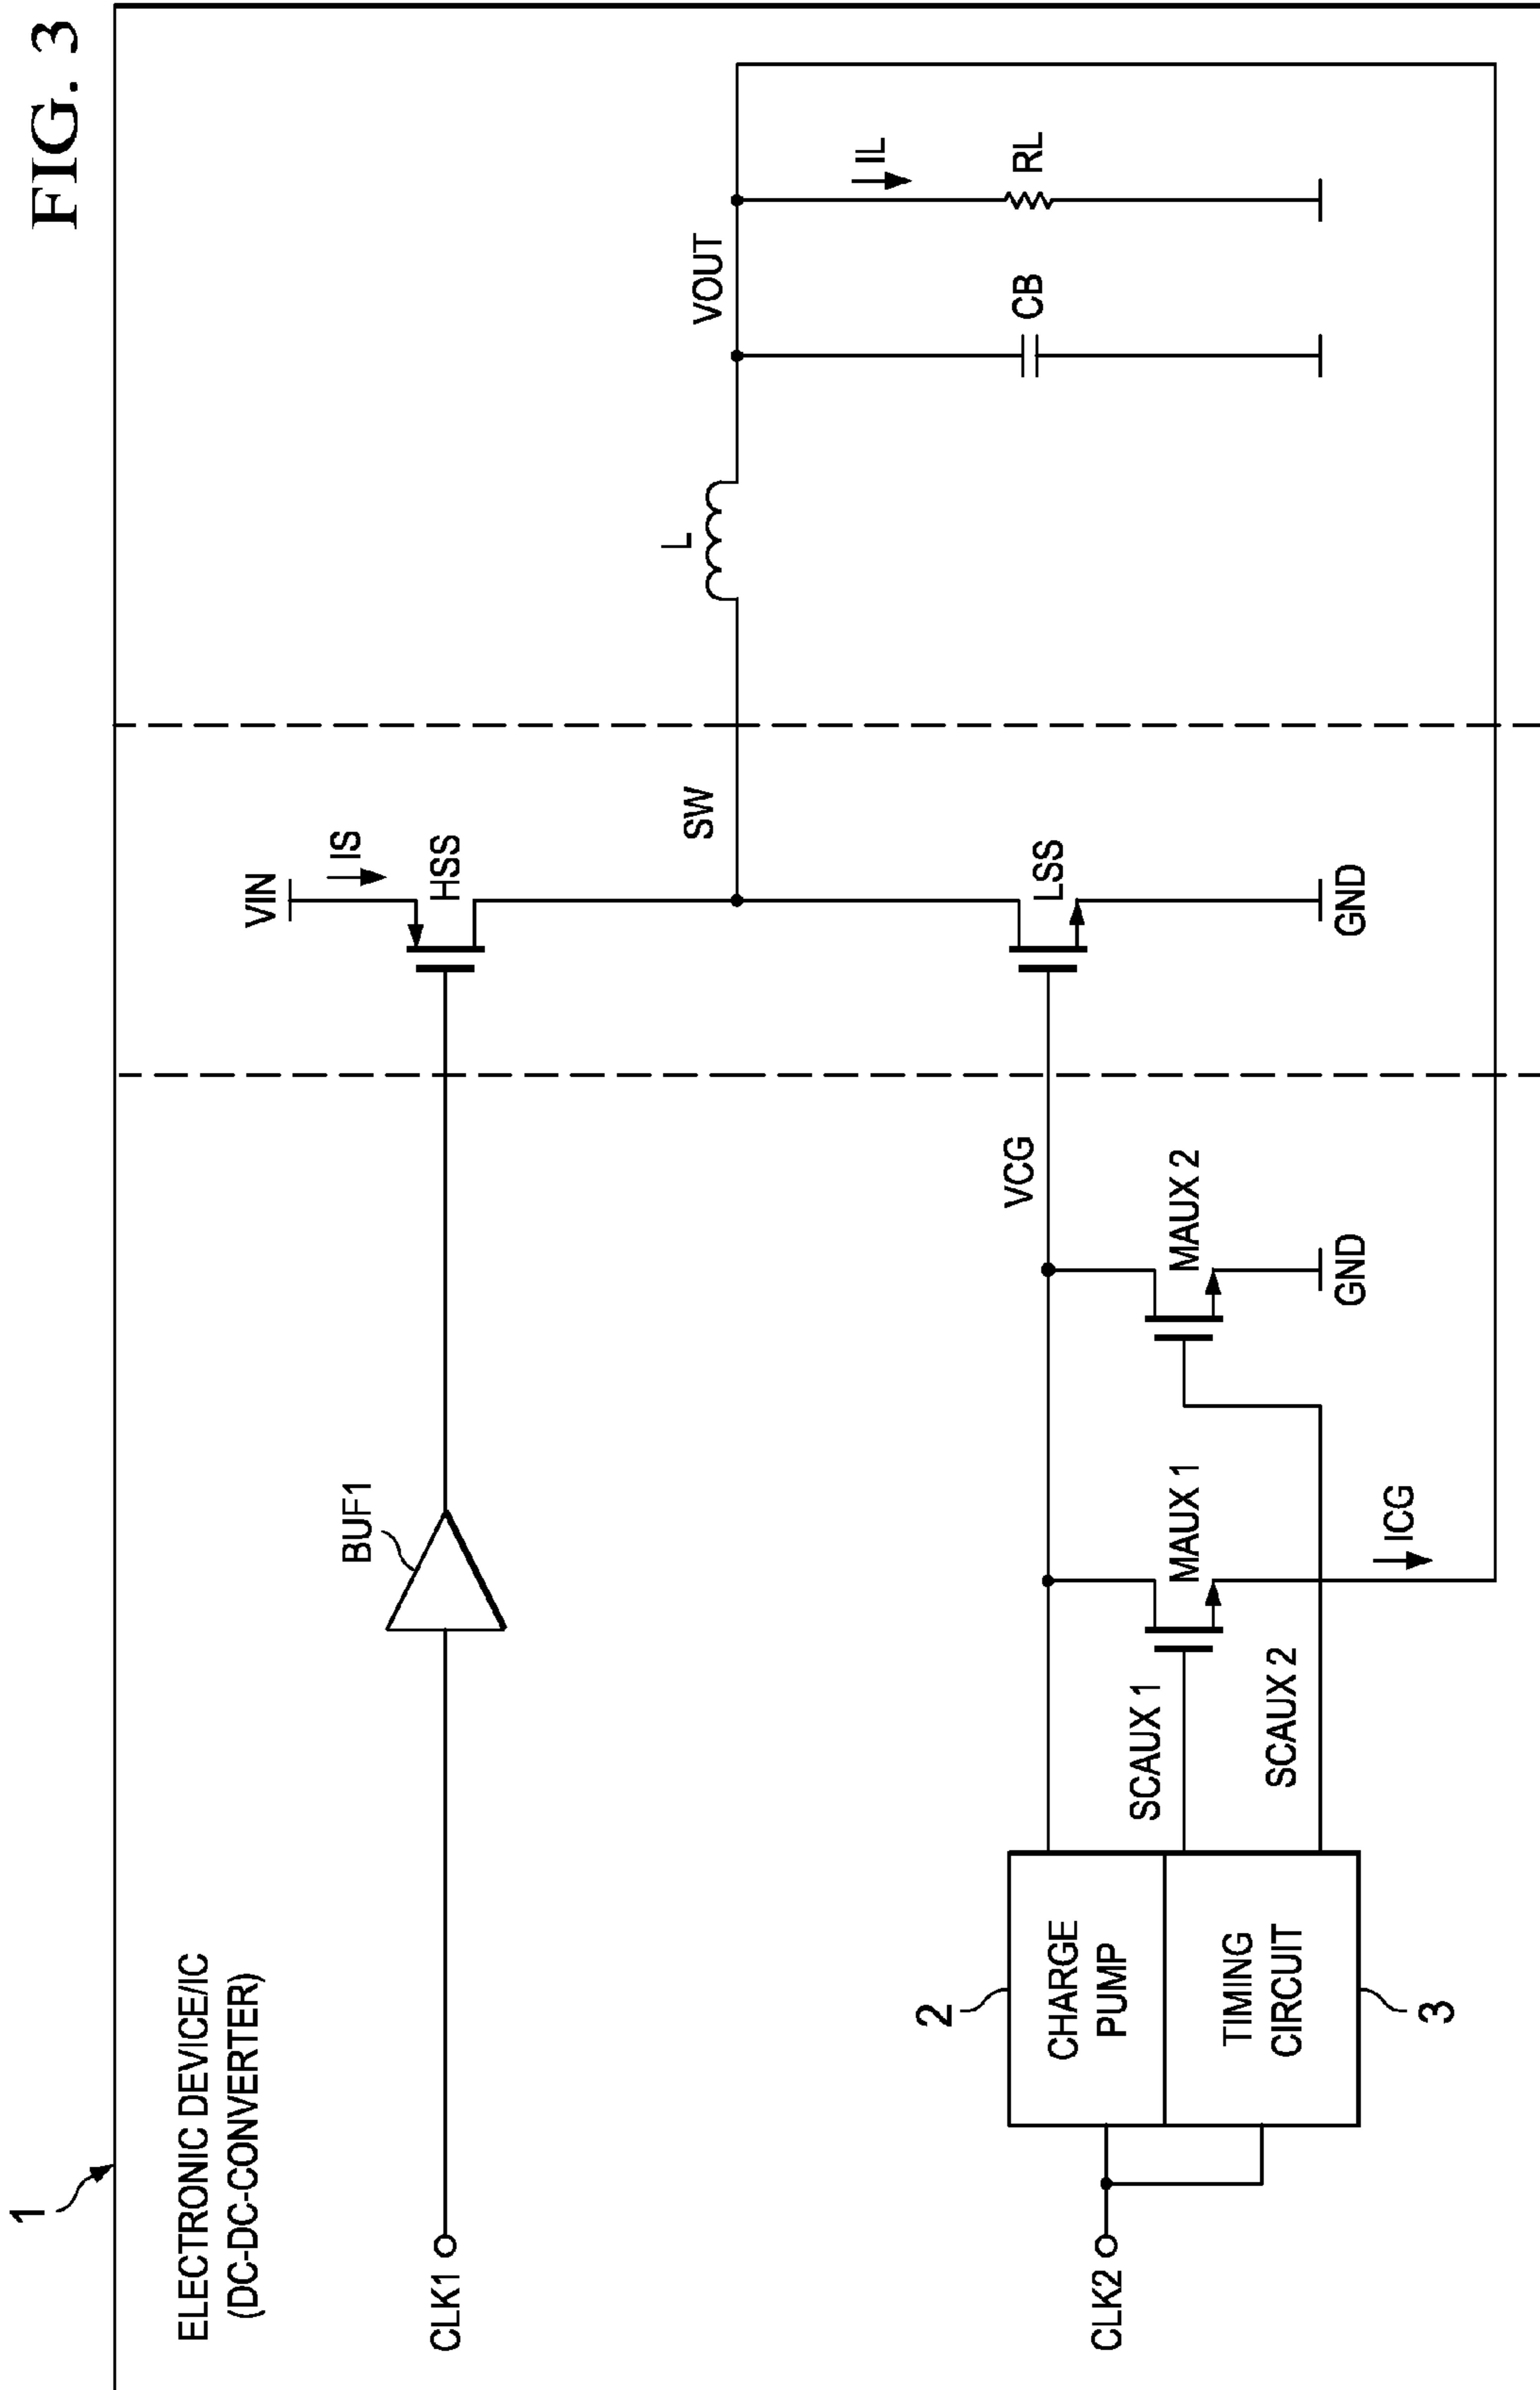 FIG. 3
1
ELECTRONIC DEVICE/IC
(DC-DC-CONVERTER)
VIN
IS
HSS
CLK1
BUF1
SW
L
VOUT
IL
CB
RL
VCG
LSS
GND
2
CHARGE
PUMP
CLK2
SCAUX 1
MAUX 1
MAUX 2
TIMING
CIRCUIT
SCAUX 2
GND
3
ICG